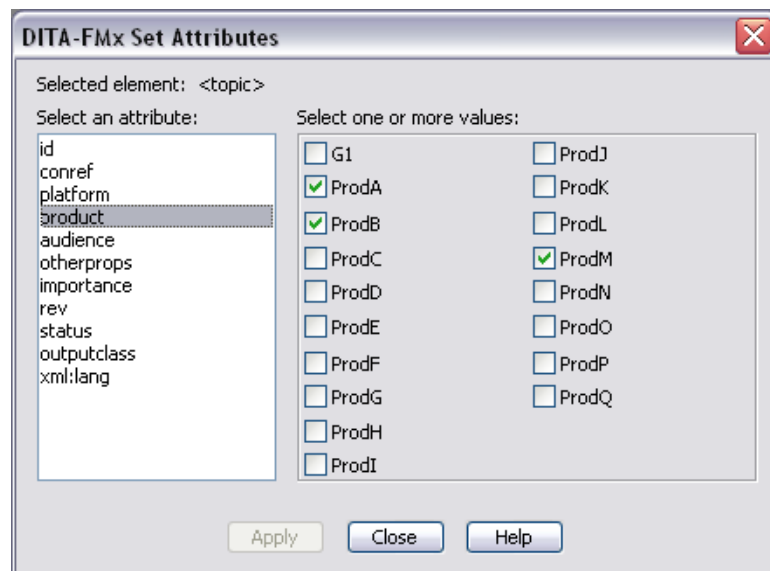 DITA-FMx Set Attributes
Selected element: <topic>
Select an attribute:
id
conref
platform
product
audience
otherprops
importance
rev
status
outputclass
xml:lang
Select one or more values:
G1
ProdA
ProdB
ProdC
ProdD
ProdE
ProdF
ProdG
ProdH
ProdI
ProdJ
ProdK
ProdL
ProdM
ProdN
ProdO
ProdP
ProdQ
Apply Close Help